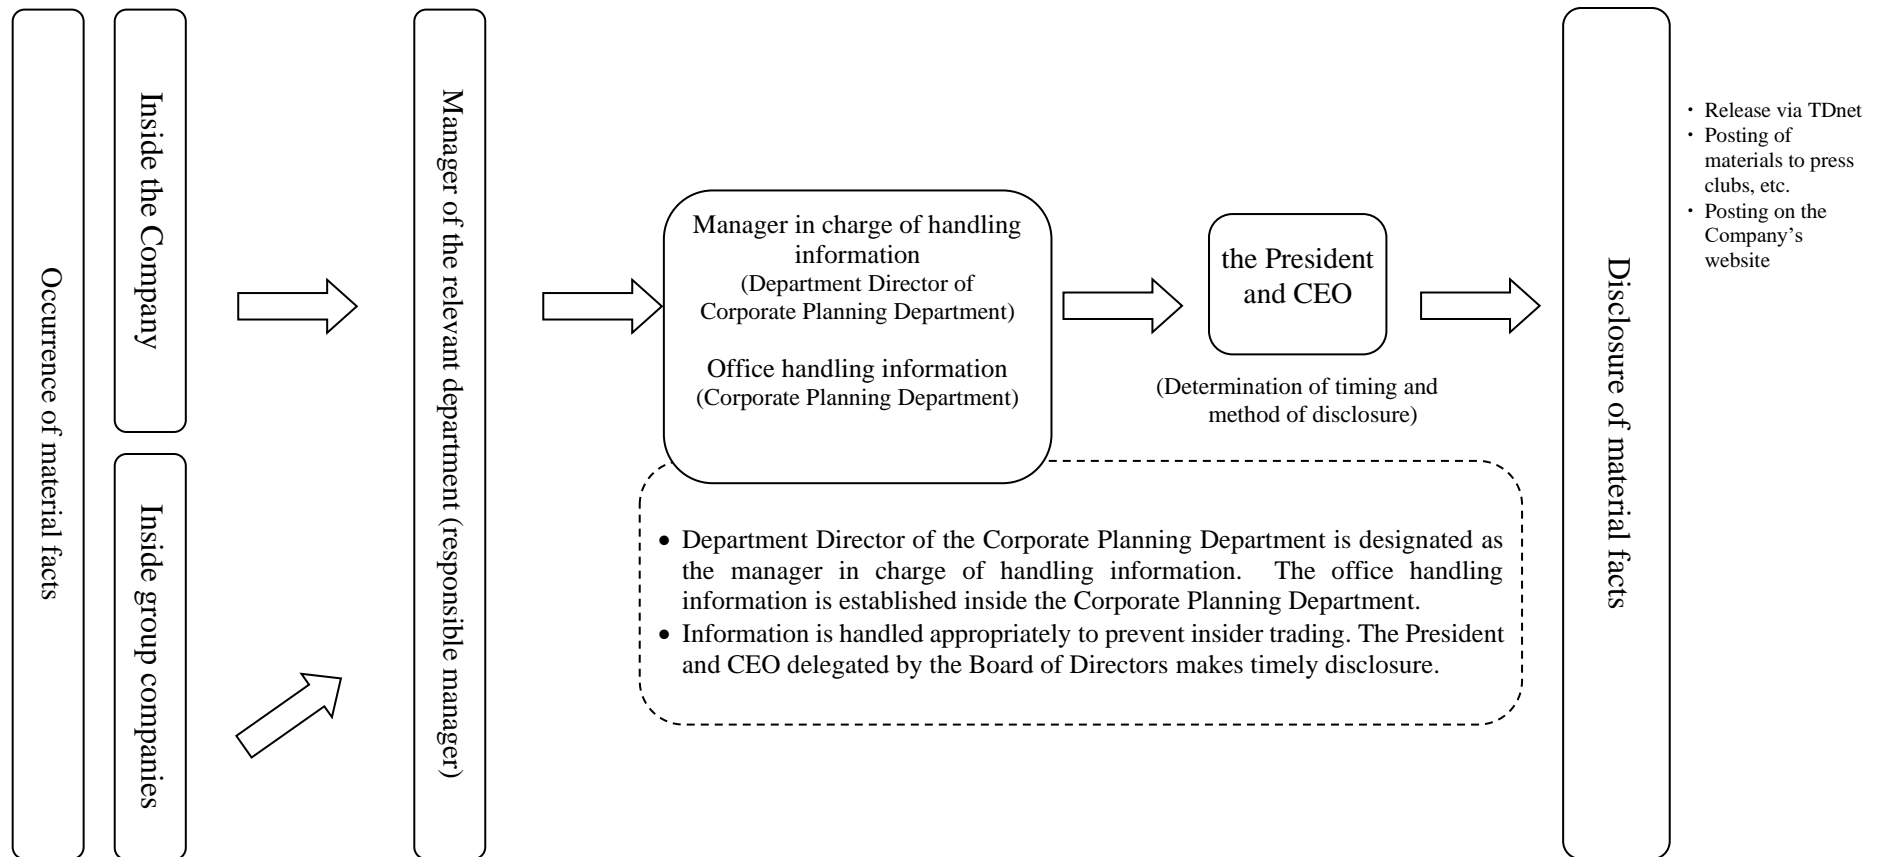 Occurrence of material facts
Inside the Company
Inside group companies
Manager of the relevant department (responsible manager)
Manager in charge of handling
information
(Department Director of
Corporate Planning Department)
Office handling information
(Corporate Planning Department)
the President
and CEO
(Determination of timing and
method of disclosure)
• Department Director of the Corporate Planning Department is designated as
the manager in charge of handling information. The office handling
information is established inside the Corporate Planning Department.
• Information is handled appropriately to prevent insider trading. The President
and CEO delegated by the Board of Directors makes timely disclosure.
Disclosure of material facts
・ Release via TDnet
・ Posting of
materials to press
clubs, etc.
・ Posting on the
Company’s
website